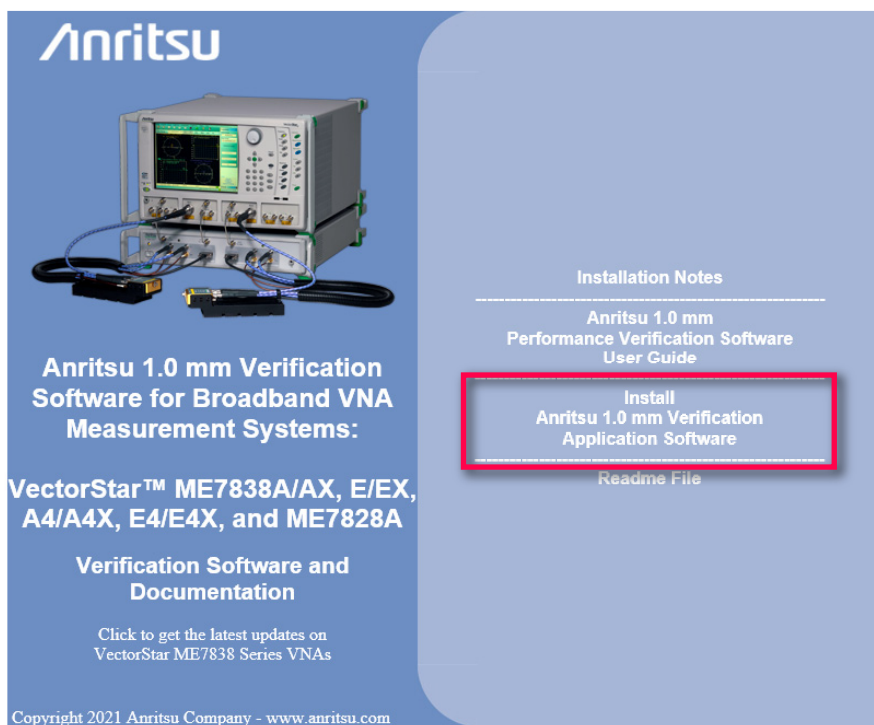 Anritsu
Anritsu 1.0 mm Verification
Software for Broadband VNA
Measurement Systems:
VectorStar™ ME7838A/AX, E/EX,
A4/A4X, E4/E4X, and ME7828A
Verification Software and
Documentation
Click to get the latest updates on
VectorStar ME7838 Series VNAs
Copyright 2021 Anritsu Company - www.anritsu.com
Installation Notes
Anritsu 1.0 mm
Performance Verification Software
User Guide
Install
Anritsu 1.0 mm Verification
Application Software
Readme File